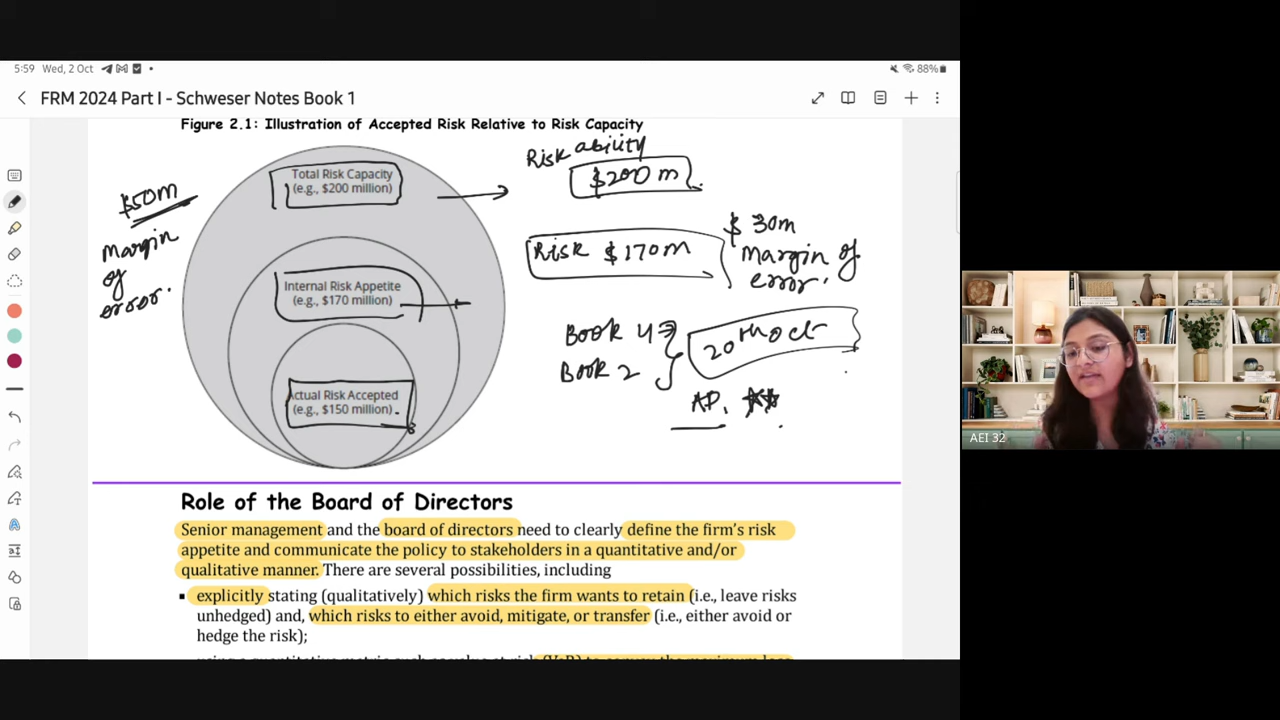 5:59 Wed, 2 Oct
88%
FRM 2024 Part I - Schweser Notes Book 1
Figure 2.1: Illustration of Accepted Risk Relative to Risk Capacity
Total Risk Capacity
(e.g., $200 million)
Risk ability
$200 m
$50m
margin
of
error.
Internal Risk Appetite
(e.g., $170 million)
Risk $170m
$ 30m
margin of
error.
Actual Risk Accepted
(e.g., $150 million)
Book 4
Book 2
20th oct
Role of the Board of Directors
Senior management and the board of directors need to clearly define the firm's risk
appetite and communicate the policy to stakeholders in a quantitative and/or
qualitative manner. There are several possibilities, including
▪ explicitly stating (qualitatively) which risks the firm wants to retain (i.e., leave risks
unhedged) and, which risks to either avoid, mitigate, or transfer (i.e., either avoid or
hedge the risk);
AEI 32